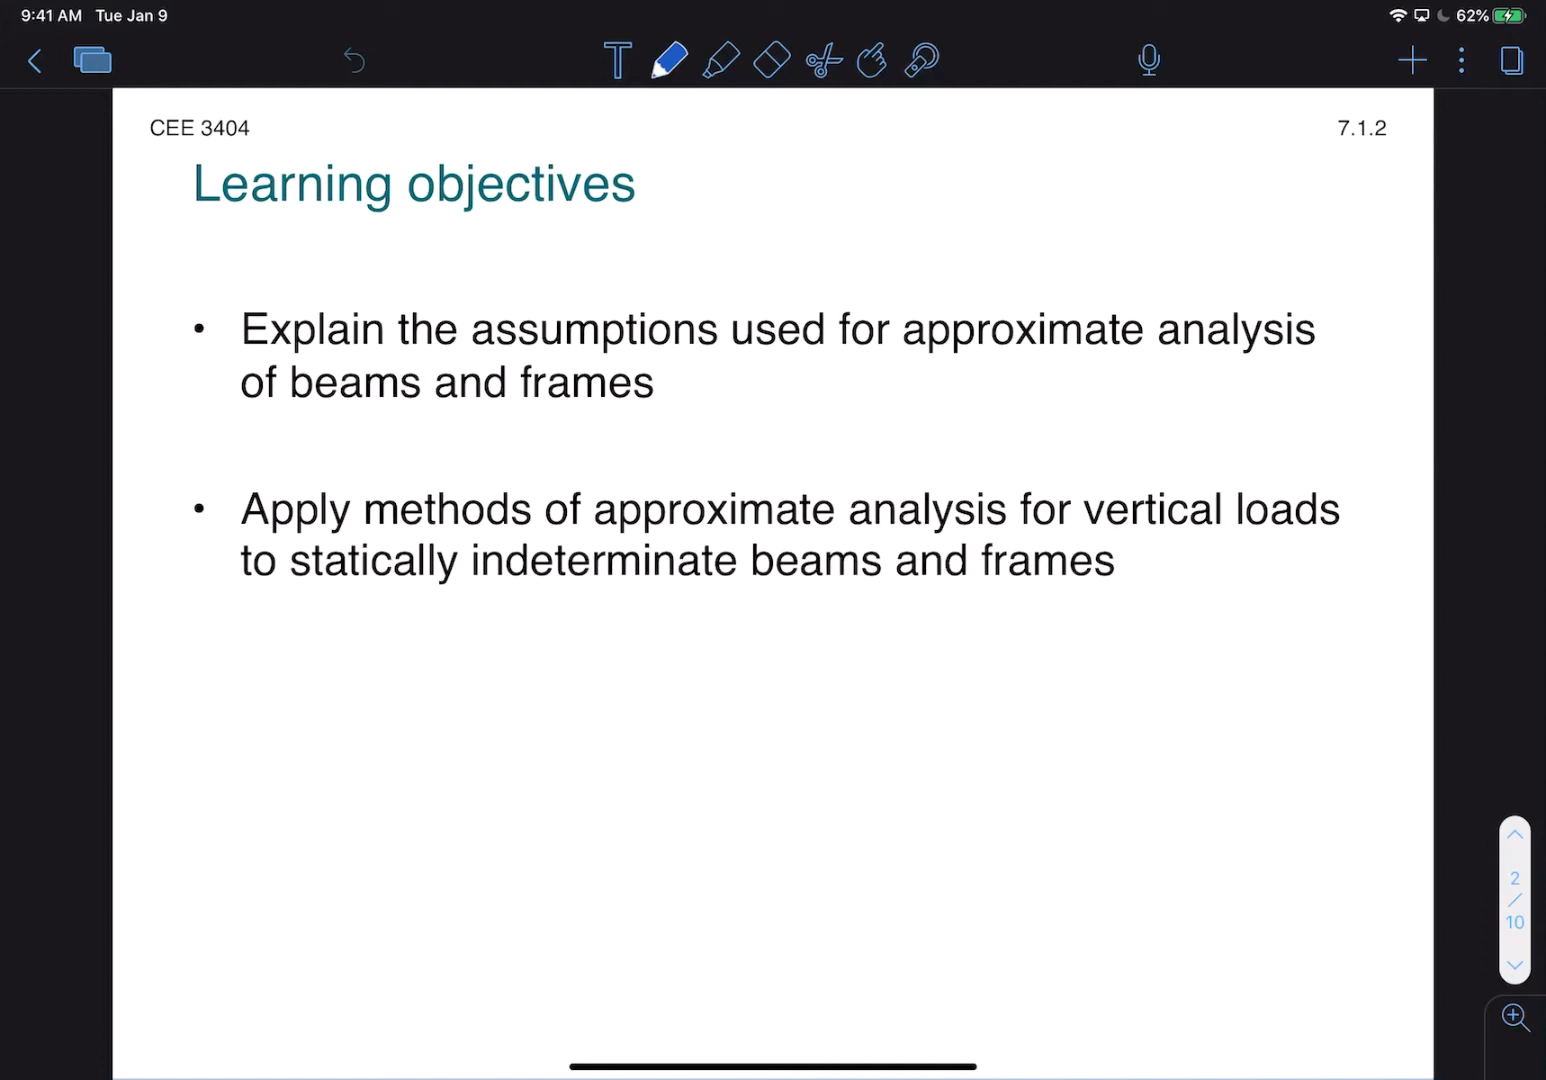 9:41 AM Tue Jan 9
62%
CEE 3404
7.1.2
Learning objectives
• Explain the assumptions used for approximate analysis
of beams and frames
• Apply methods of approximate analysis for vertical loads
to statically indeterminate beams and frames
2
/
10